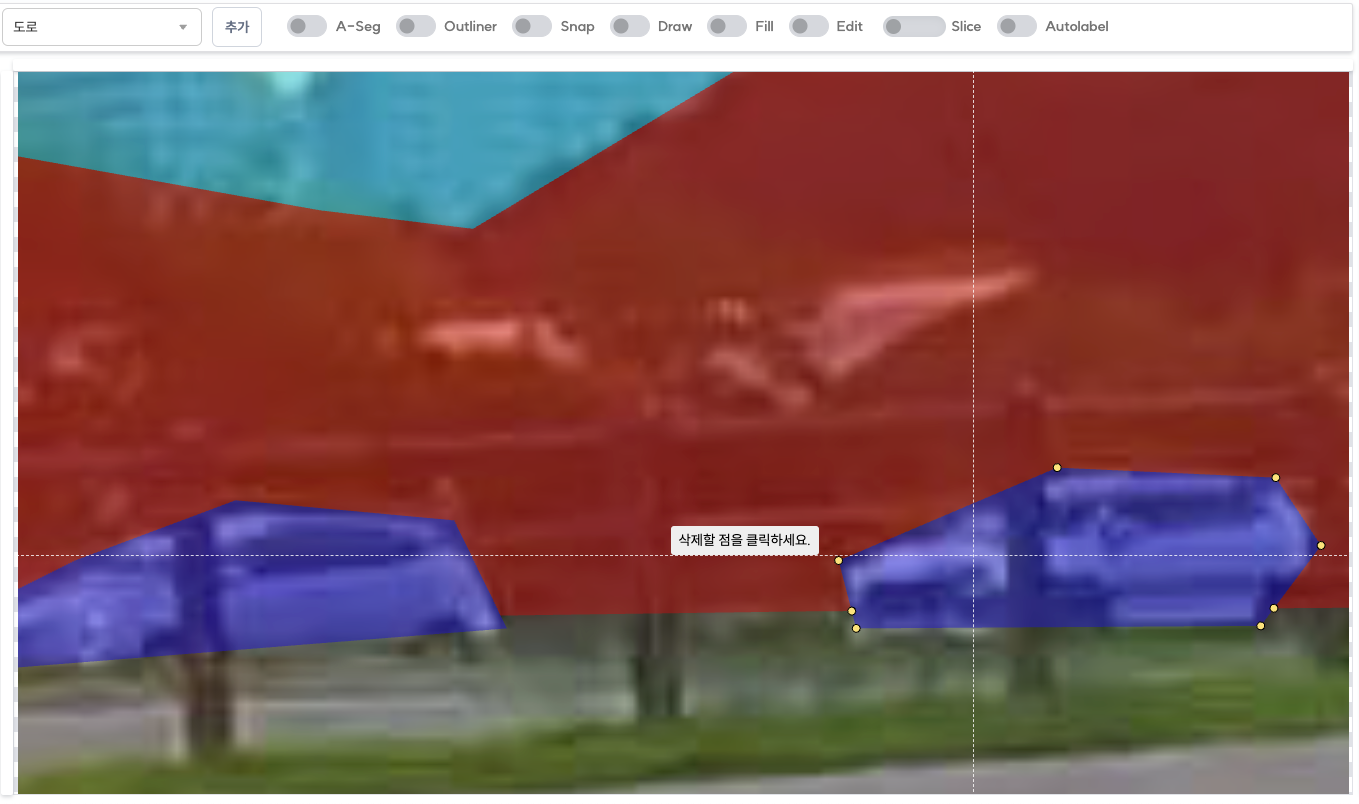 도로
추가
A-Seg
Outliner
Snap
Draw
Fill
Edit
Slice
Autolabel
삭제할 점을 클릭하세요.